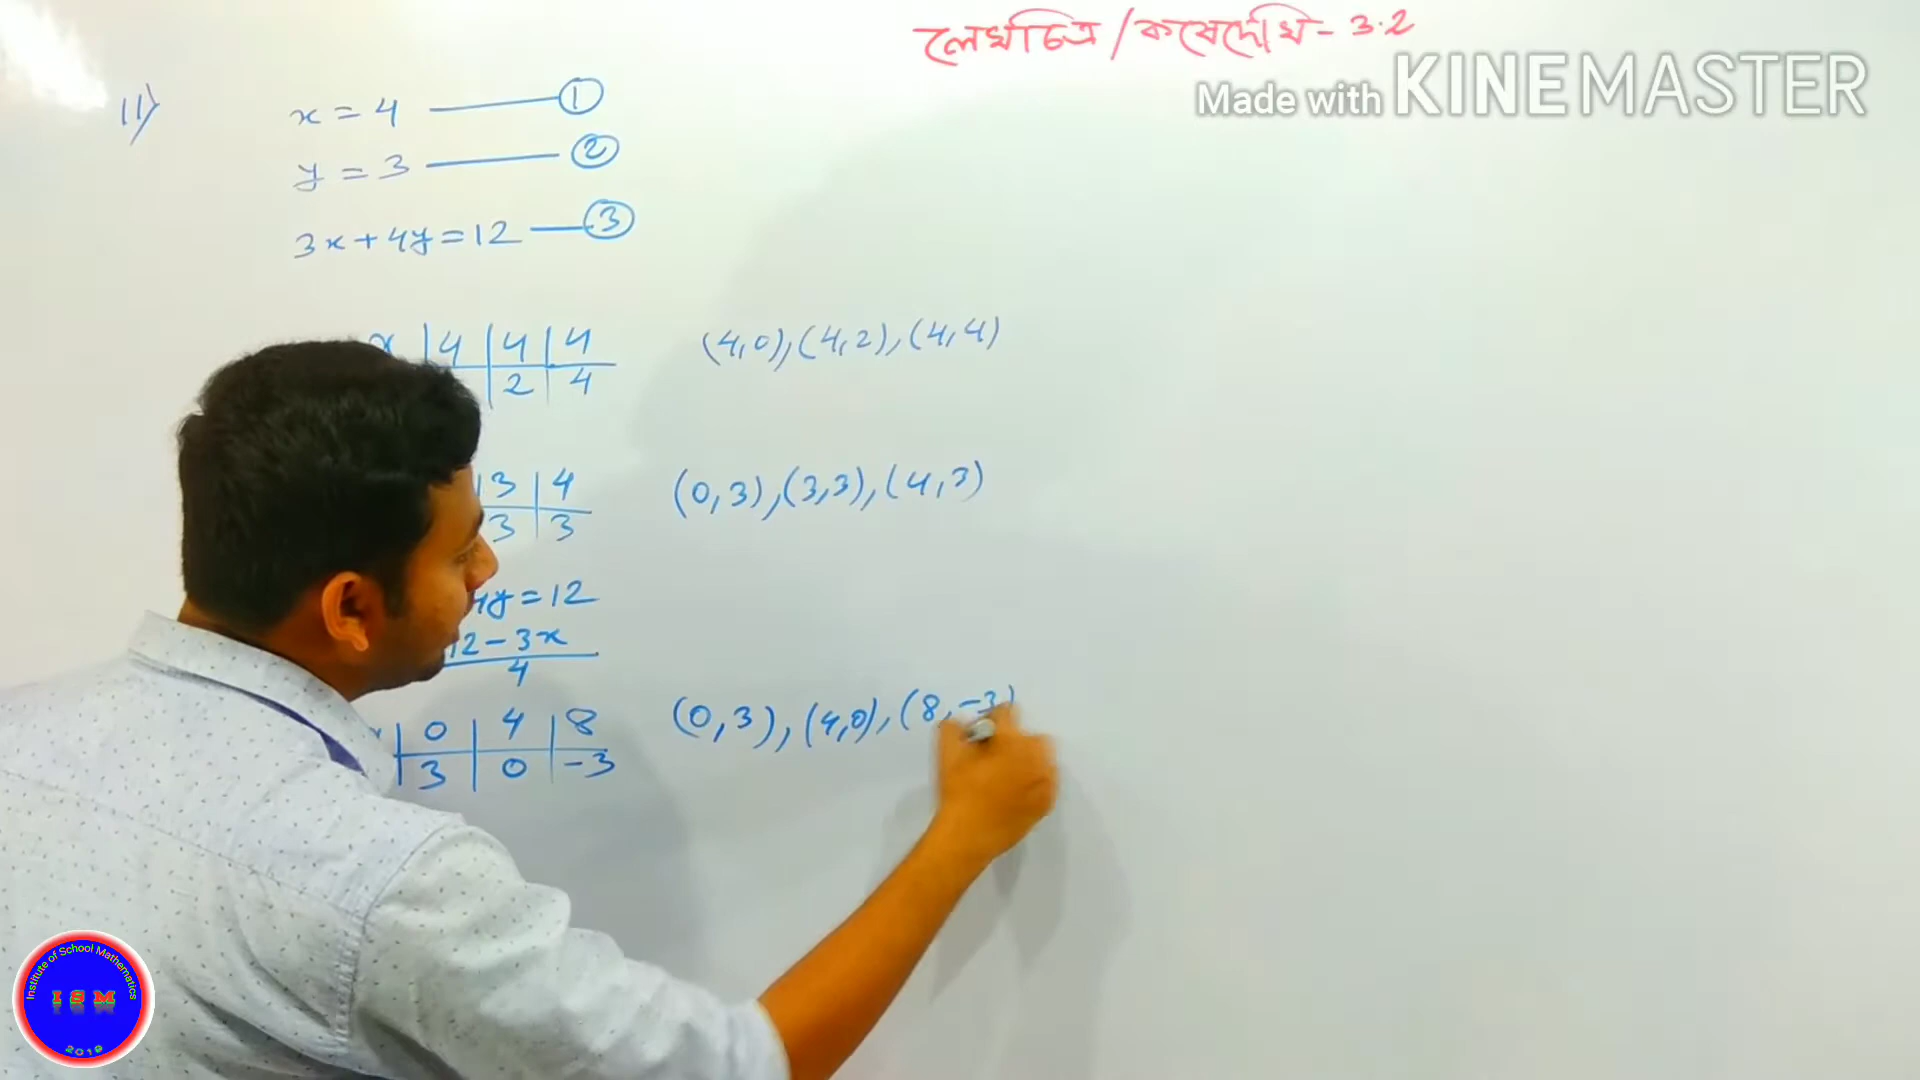 লেখচিত্র/কষেদেখি- 3.2
Made with KINEMASTER
11)
x = 4 ——— ①
y = 3 ——— ②
3x+4y=12 —— ③
x | 4 | 4 | 4 (4,0),(4,2),(4,4)
2 | 4
3 | 4 (0,3),(3,3),(4,3)
3 | 3
4y=12
12-3x
4
0 | 4 | 8 (0,3),(4,0),(8,-3)
3 | 0 | -3
Institute of School Mathematics
ISM
2019